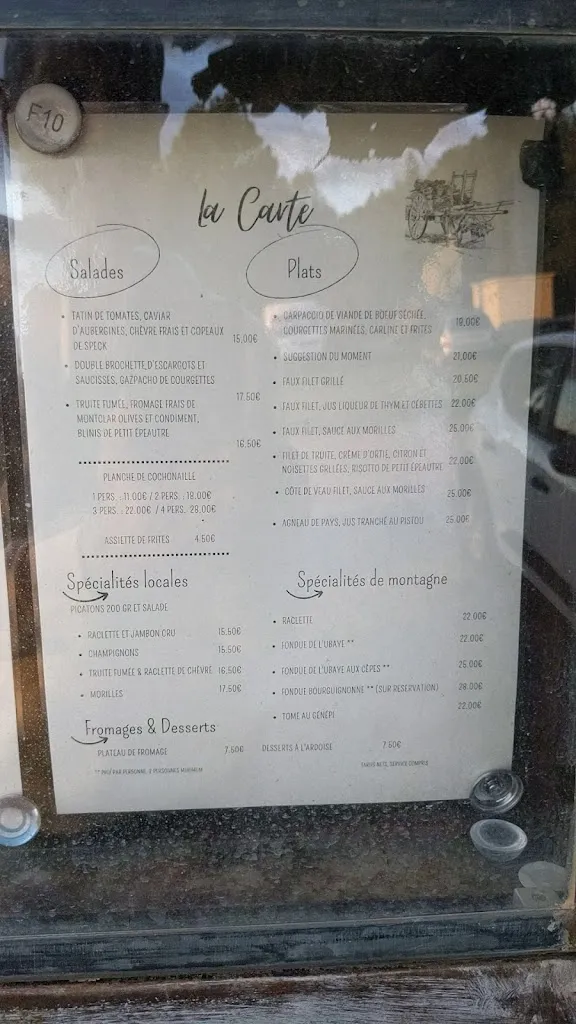 F10
La Carte
Salades
• TATIN DE TOMATES, CAVIAR
D'AUBERGINES, CHÈVRE FRAIS ET COPEAUX
DE SPECK 15,00€
• DOUBLE BROCHETTE,D'ESCARGOTS ET
SAUCISSES, GAZPACHO DE COURGETTES
17.50€
• TRUITE FUMÉE, FROMAGE FRAIS DE
MONTCLAR OLIVES ET CONDIMENT,
BLINIS DE PETIT ÉPEAUTRE
16.50€
PLANCHE DE COCHONAILLE
1 PERS. : 11.00€ / 2 PERS. : 18.00€
3 PERS. : 22.00€ / 4 PERS. : 28.00€
ASSIETTE DE FRITES 4.50€
Plats
• CARPACCIO DE VIANDE DE BŒUF SÉCHÉE,
COURGETTES MARINÉES, CARLINE ET FRITES 19,00€
• SUGGESTION DU MOMENT 21,00€
• FAUX FILET GRILLÉ 20.50€
• FAUX FILET, JUS LIQUEUR DE THYM ET CÉBETTES 22.00€
• FAUX FILET, SAUCE AUX MORILLES 25.00€
• FILET DE TRUITE, CRÈME D'ORTIE, CITRON ET
NOISETTES GRILLÉES, RISOTTO DE PETIT ÉPEAUTRE 22.00€
• CÔTE DE VEAU FILET, SAUCE AUX MORILLES 25.00€
• AGNEAU DE PAYS, JUS TRANCHÉ AU PISTOU 25.00€
Spécialités locales
PICATONS 200 GR ET SALADE
• RACLETTE ET JAMBON CRU 15.50€
• CHAMPIGNONS 15.50€
• TRUITE FUMÉE & RACLETTE DE CHÈVRE 16.50€
• MORILLES 17.50€
Spécialités de montagne
• RACLETTE 22.00€
• FONDUE DE L'UBAYE ** 22.00€
• FONDUE DE L'UBAYE AUX CÈPES ** 25.00€
• FONDUE BOURGUIGNONNE ** (SUR RESERVATION) 28.00€
• TOME AU GÉNÉPI 22.00€
Fromages & Desserts
PLATEAU DE FROMAGE 7.50€ DESSERTS À L'ARDOISE 7.50€
** PRIX PAR PERSONNE, 2 PERSONNES MINIMUM
TARIFS NETS, SERVICE COMPRIS